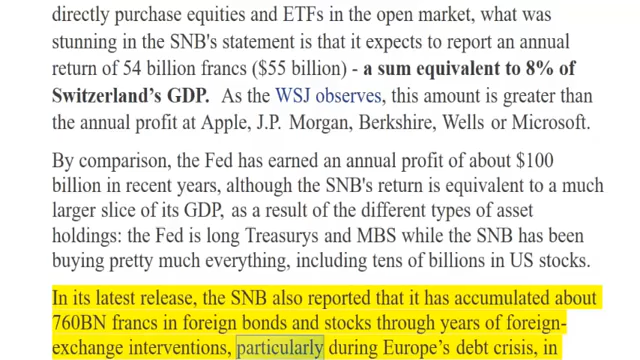 directly purchase equities and ETFs in the open market, what was
stunning in the SNB's statement is that it expects to report an annual
return of 54 billion francs ($55 billion) - a sum equivalent to 8% of
Switzerland's GDP. As the WSJ observes, this amount is greater than
the annual profit at Apple, J.P. Morgan, Berkshire, Wells or Microsoft.
By comparison, the Fed has earned an annual profit of about $100
billion in recent years, although the SNB's return is equivalent to a much
larger slice of its GDP, as a result of the different types of asset
holdings: the Fed is long Treasurys and MBS while the SNB has been
buying pretty much everything, including tens of billions in US stocks.
In its latest release, the SNB also reported that it has accumulated about
760BN francs in foreign bonds and stocks through years of foreign-
exchange interventions, particularly during Europe's debt crisis, in